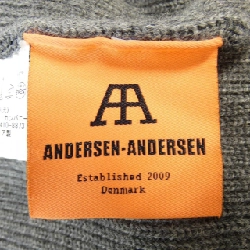 ANDERSEN-ANDERSEN
Established 2009
Denmark